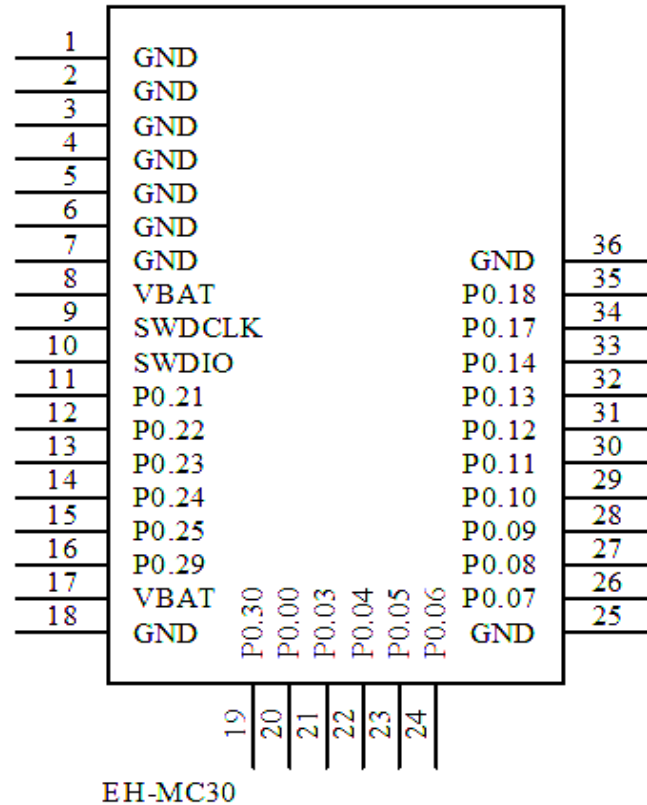 1 GND
2 GND
3 GND
4 GND
5 GND
6 GND
7 GND GND 36
8 VBAT P0.18 35
9 SWDCLK P0.17 34
10 SWDIO P0.14 33
11 P0.21 P0.13 32
12 P0.22 P0.12 31
13 P0.23 P0.11 30
14 P0.24 P0.10 29
15 P0.25 P0.09 28
16 P0.29 P0.08 27
17 VBAT P0.07 26
18 GND GND 25
P0.30 P0.00 P0.03 P0.04 P0.05 P0.06
19 20 21 22 23 24
EH-MC30